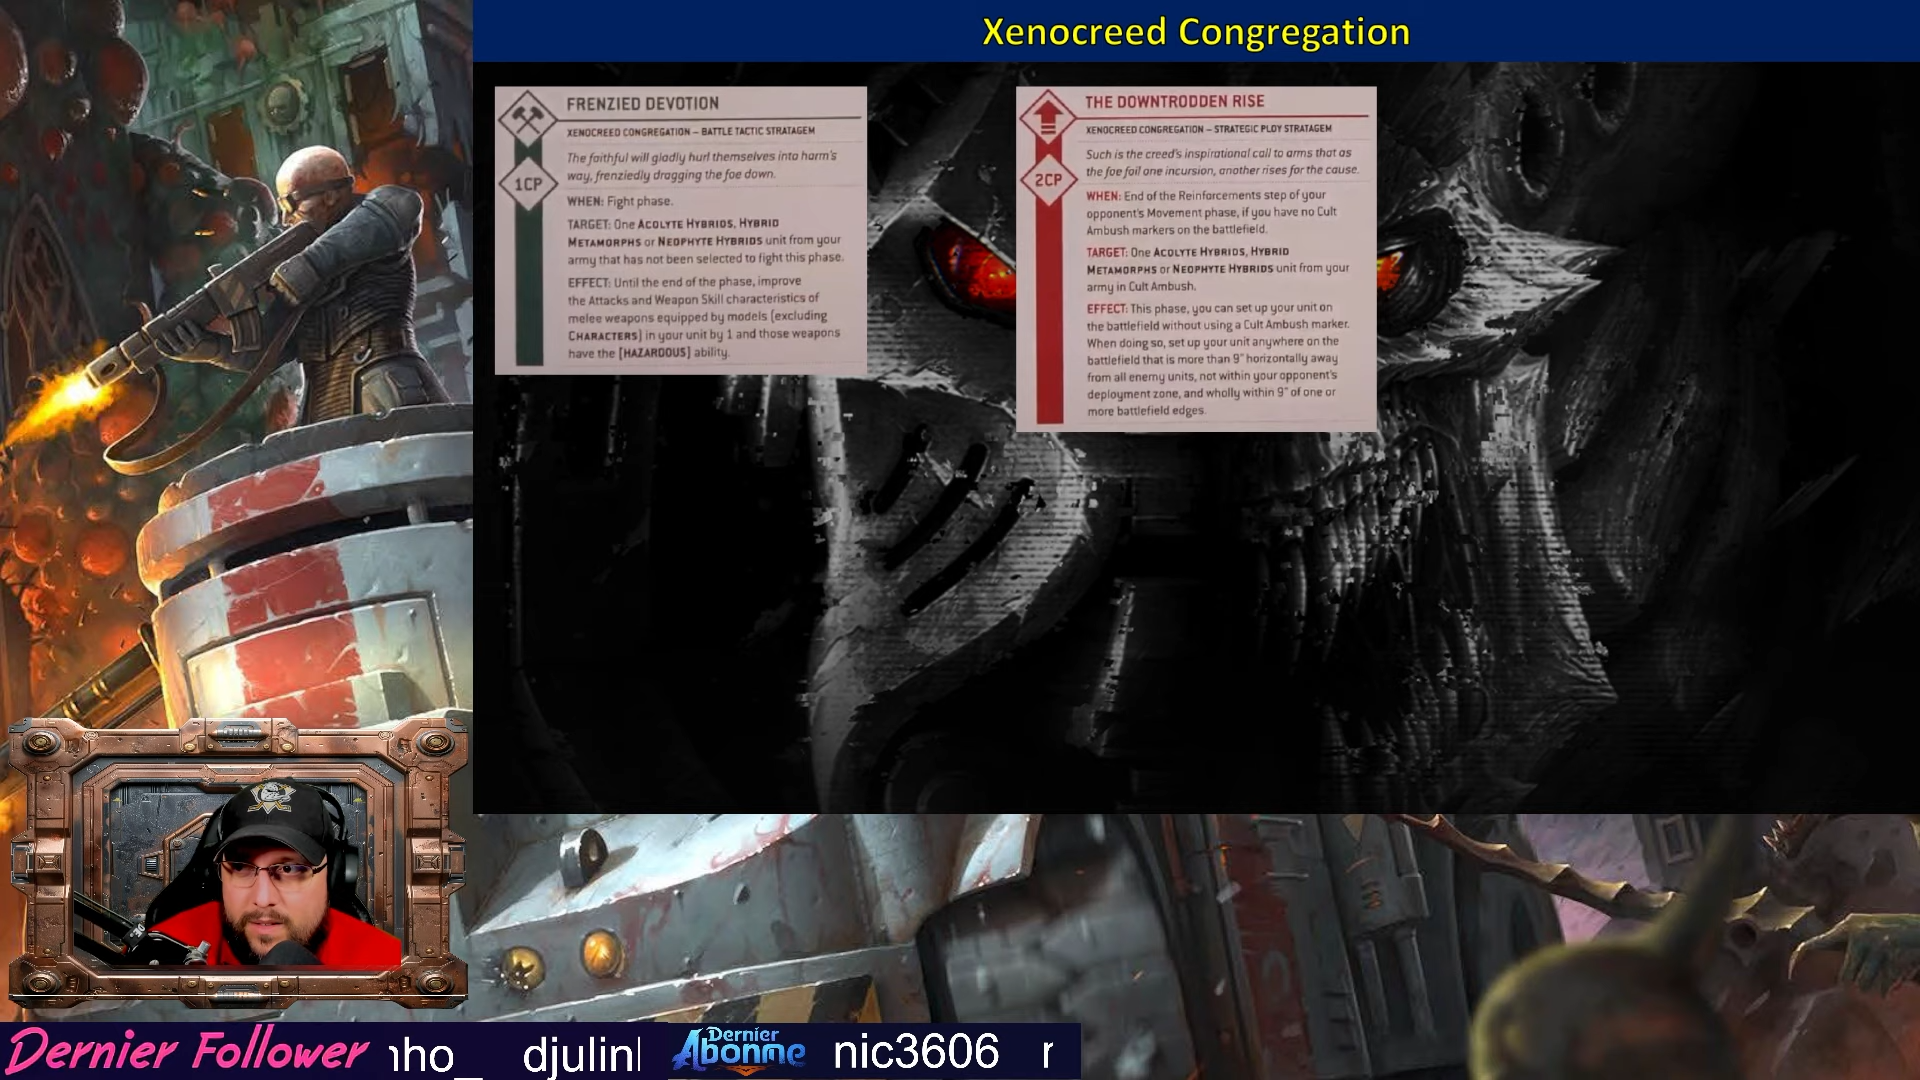 Xenocreed Congregation
FRENZIED DEVOTION
XENOCREED CONGREGATION – BATTLE TACTIC STRATAGEM
The faithful will gladly hurl themselves into harm's
way, frenziedly dragging the foe down.
1CP
WHEN: Fight phase.
TARGET: One ACOLYTE HYBRIDS, HYBRID
METAMORPHS or NEOPHYTE HYBRIDS unit from your
army that has not been selected to fight this phase.
EFFECT: Until the end of the phase, improve
the Attacks and Weapon Skill characteristics of
melee weapons equipped by models (excluding
CHARACTERS) in your unit by 1 and those weapons
have the [HAZARDOUS] ability.
THE DOWNTRODDEN RISE
XENOCREED CONGREGATION – STRATEGIC PLOY STRATAGEM
Such is the creed's inspirational call to arms that as
the foe foil one incursion, another rises for the cause.
2CP
WHEN: End of the Reinforcements step of your
opponent's Movement phase, if you have no Cult
Ambush markers on the battlefield.
TARGET: One ACOLYTE HYBRIDS, HYBRID
METAMORPHS or NEOPHYTE HYBRIDS unit from your
army in Cult Ambush.
EFFECT: This phase, you can set up your unit on
the battlefield without using a Cult Ambush marker.
When doing so, set up your unit anywhere on the
battlefield that is more than 9" horizontally away
from all enemy units, not within your opponent's
deployment zone, and wholly within 9" of one or
more battlefield edges.
Dernier Follower
ho_ djulin
Dernier
Abonne
nic3606 r